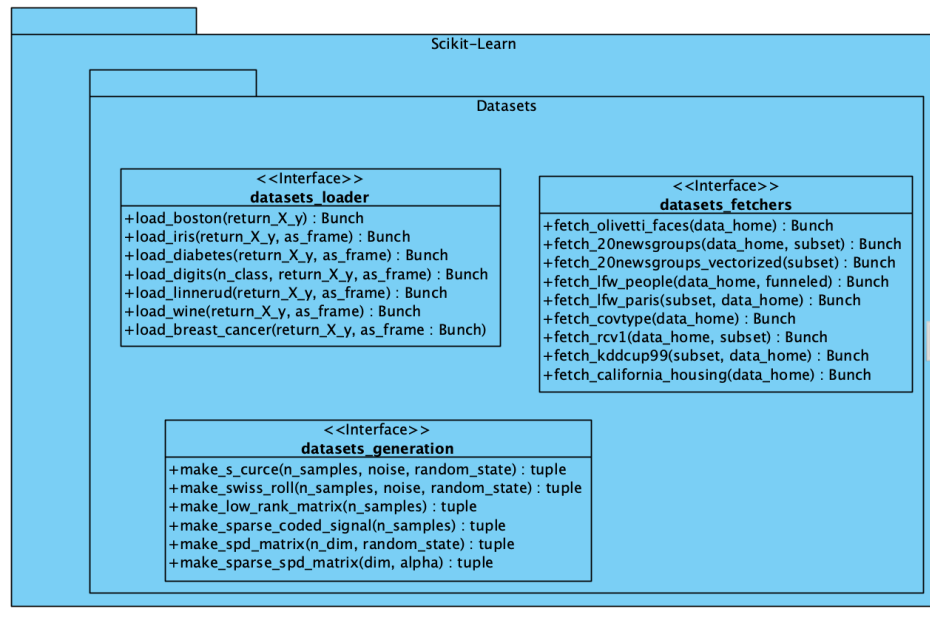 Scikit-Learn
Datasets
<<Interface>>
datasets_loader
+load_boston(return_X_y) : Bunch
+load_iris(return_X_y, as_frame) : Bunch
+load_diabetes(return_X_y, as_frame) : Bunch
+load_digits(n_class, return_X_y, as_frame) : Bunch
+load_linnerud(return_X_y, as_frame) : Bunch
+load_wine(return_X_y, as_frame) : Bunch
+load_breast_cancer(return_X_y, as_frame : Bunch)
<<Interface>>
datasets_fetchers
+fetch_olivetti_faces(data_home) : Bunch
+fetch_20newsgroups(data_home, subset) : Bunch
+fetch_20newsgroups_vectorized(subset) : Bunch
+fetch_lfw_people(data_home, funneled) : Bunch
+fetch_lfw_paris(subset, data_home) : Bunch
+fetch_covtype(data_home) : Bunch
+fetch_rcv1(data_home, subset) : Bunch
+fetch_kddcup99(subset, data_home) : Bunch
+fetch_california_housing(data_home) : Bunch
<<Interface>>
datasets_generation
+make_s_curce(n_samples, noise, random_state) : tuple
+make_swiss_roll(n_samples, noise, random_state) : tuple
+make_low_rank_matrix(n_samples) : tuple
+make_sparse_coded_signal(n_samples) : tuple
+make_spd_matrix(n_dim, random_state) : tuple
+make_sparse_spd_matrix(dim, alpha) : tuple